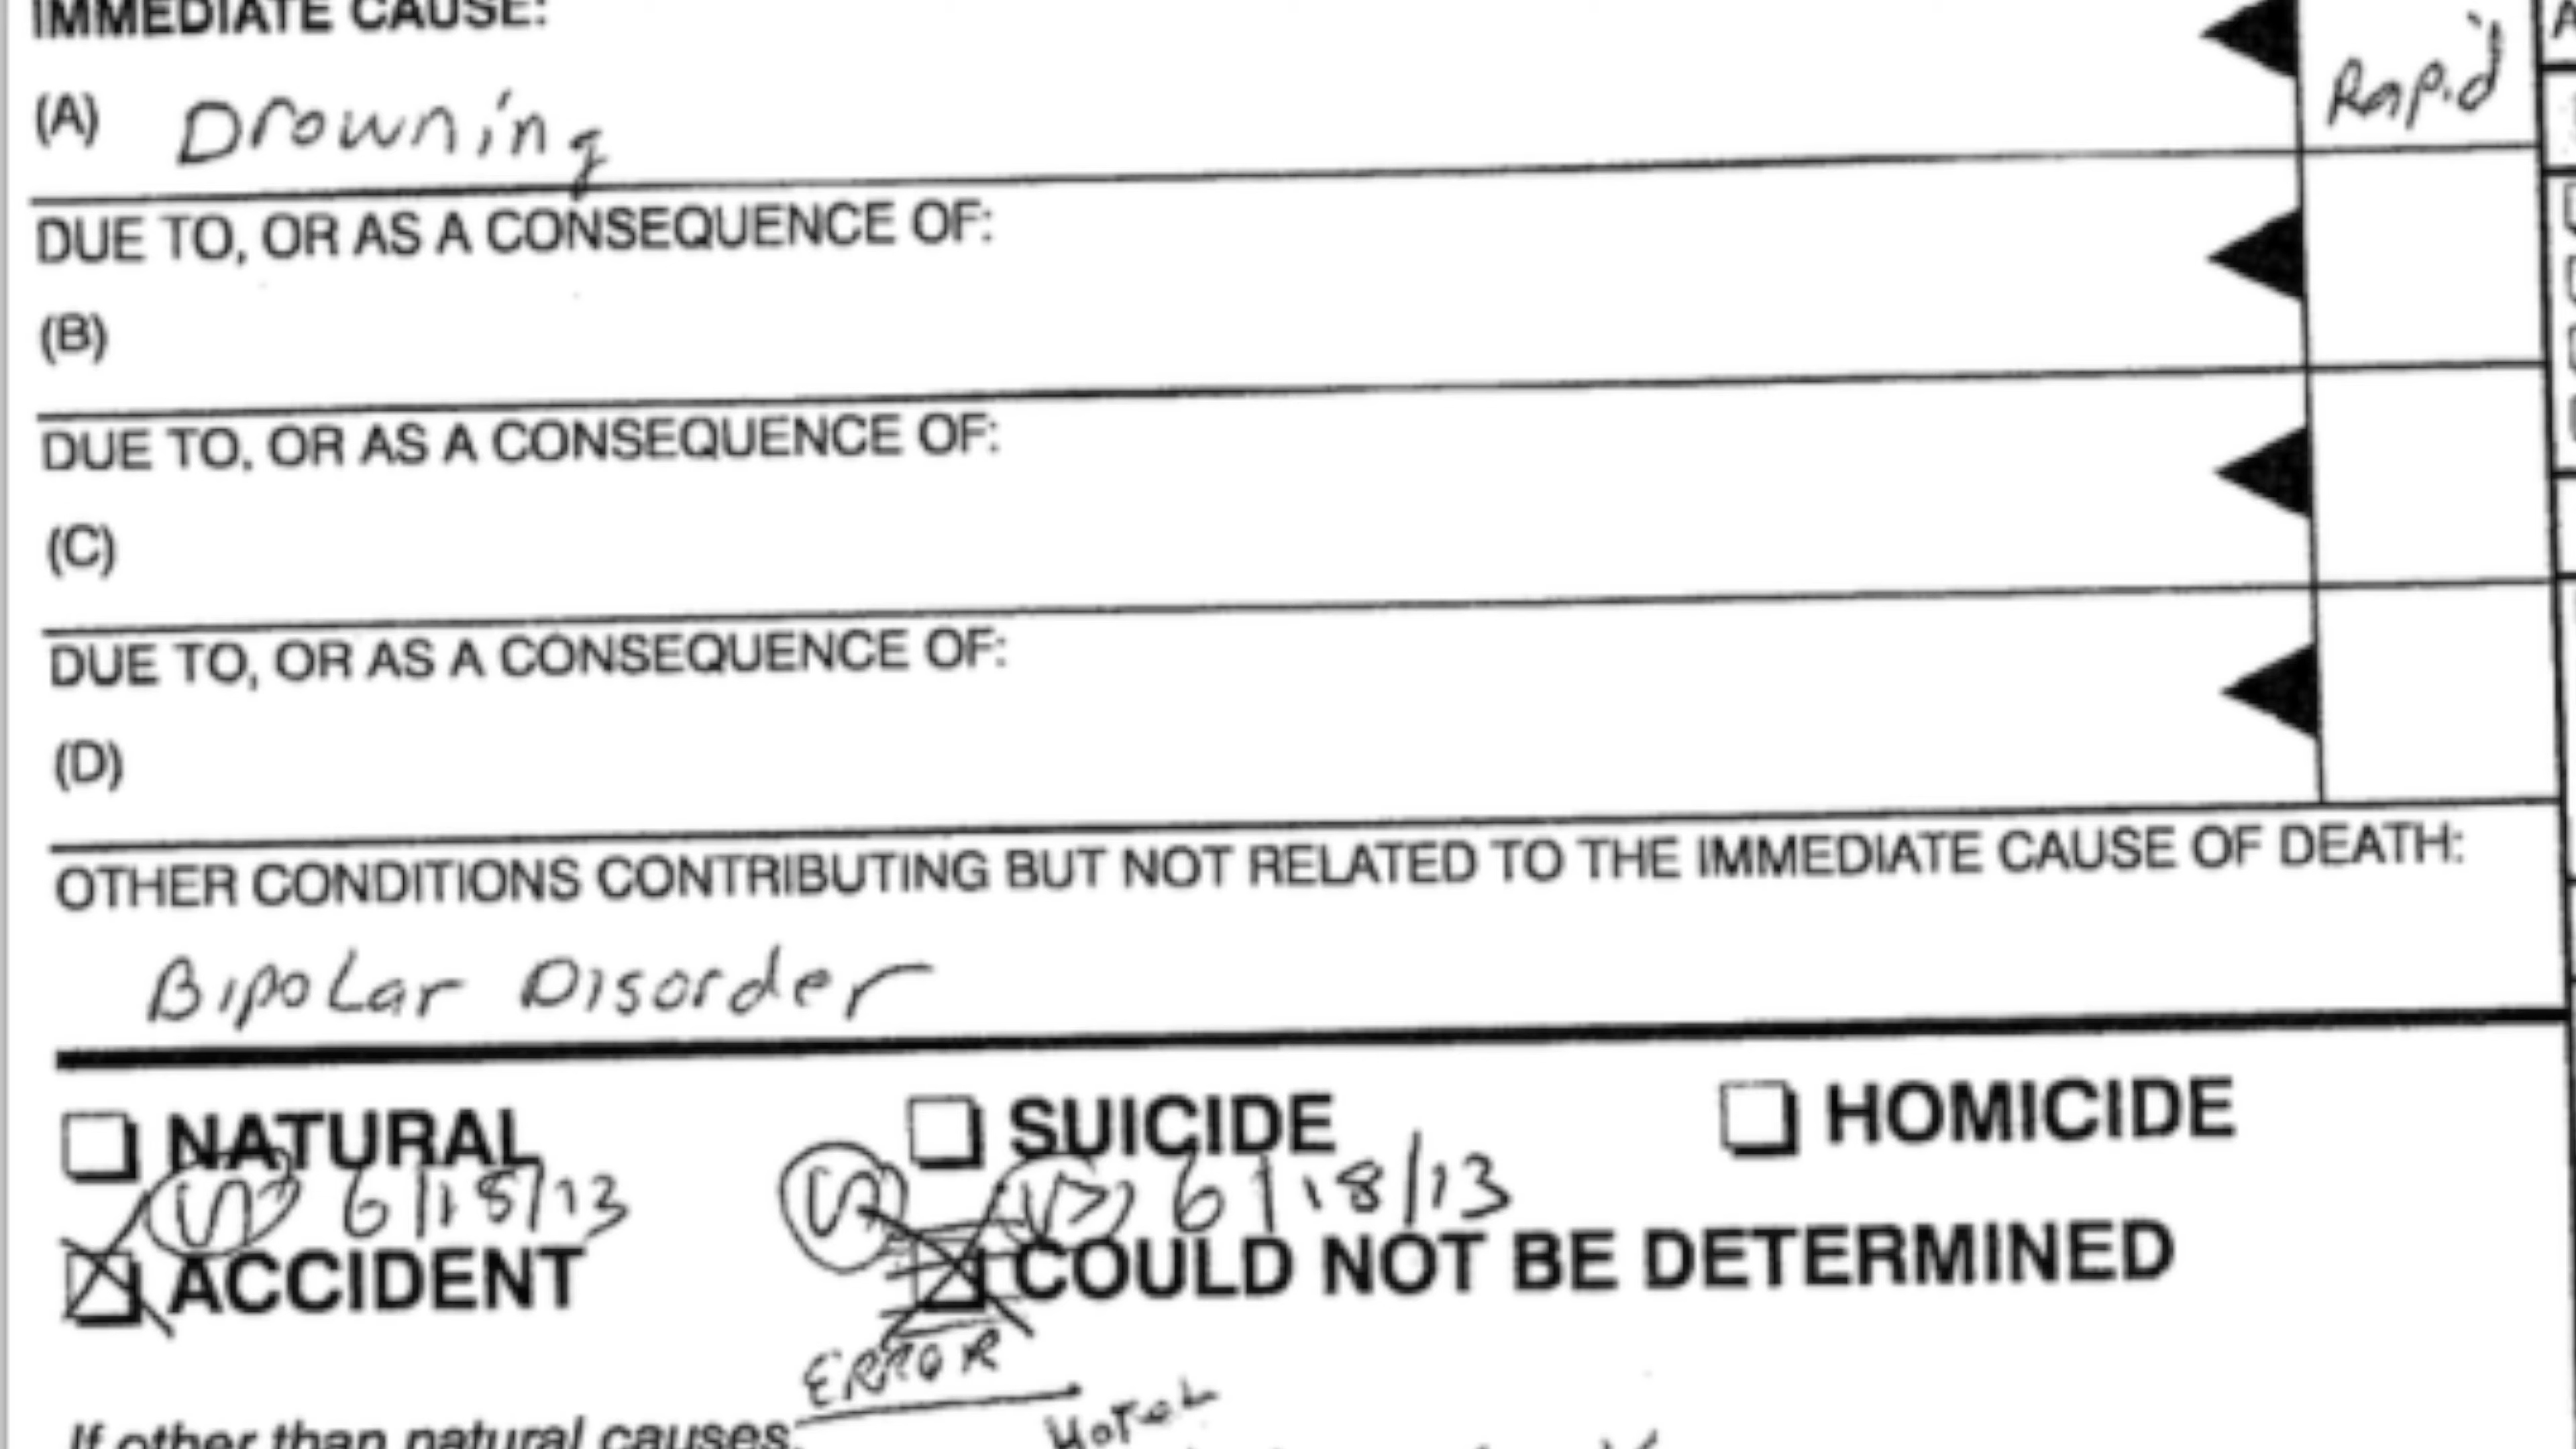 IMMEDIATE CAUSE:
(A) Drowning
Rapid
DUE TO, OR AS A CONSEQUENCE OF:
(B)
DUE TO, OR AS A CONSEQUENCE OF:
(C)
DUE TO, OR AS A CONSEQUENCE OF:
(D)
OTHER CONDITIONS CONTRIBUTING BUT NOT RELATED TO THE IMMEDIATE CAUSE OF DEATH:
Bipolar Disorder
NATURAL SUICIDE HOMICIDE
6/18/13 6/18/13
ACCIDENT COULD NOT BE DETERMINED
ERROR
If other than natural causes,
Hotel